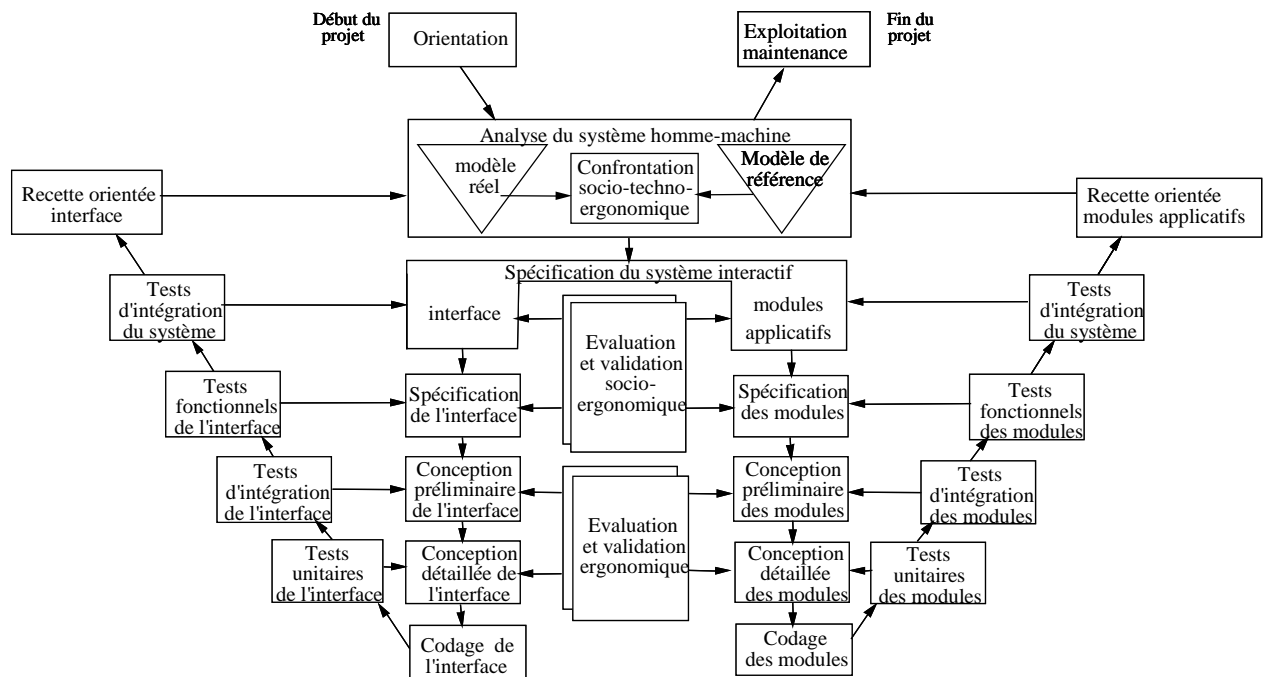 Début du
projet
Orientation
Exploitation
maintenance
Fin du
projet
Analyse du système homme-machine
modèle
réel
Confrontation
socio-techno-
ergonomique
Modèle de
référence
Recette orientée
interface
Recette orientée
modules applicatifs
Spécification du système interactif
interface
modules
applicatifs
Tests
d'intégration
du système
Evaluation
et validation
socio-
ergonomique
Tests
d'intégration
du système
Tests
fonctionnels
de l'interface
Spécification
de l'interface
Spécification
des modules
Tests
fonctionnels
des modules
Tests
d'intégration
de l'interface
Conception
préliminaire
de l'interface
Evaluation
et validation
ergonomique
Conception
préliminaire
des modules
Tests
d'intégration
des modules
Tests
unitaires
de l'interface
Conception
détaillée de
l'interface
Conception
détaillée
des modules
Tests
unitaires
des modules
Codage de
l'interface
Codage
des modules